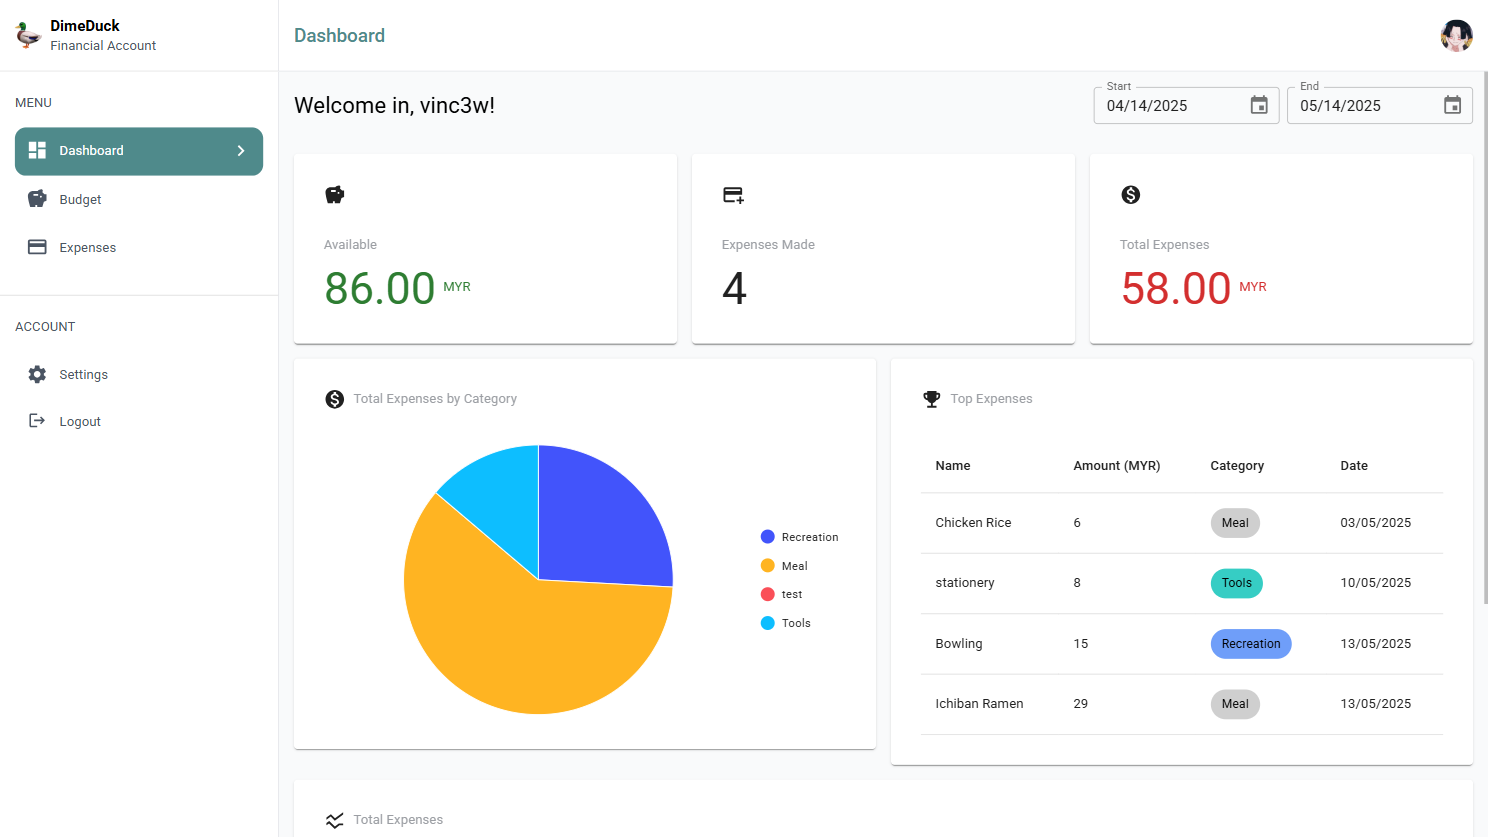 DimeDuck
Financial Account
MENU
Dashboard
Budget
Expenses
ACCOUNT
Settings
Logout
Dashboard
Welcome in, vinc3w!
Start
04/14/2025
End
05/14/2025
Available
86.00 MYR
Expenses Made
4
Total Expenses
58.00 MYR
Total Expenses by Category
Recreation
Meal
test
Tools
Top Expenses
Name Amount (MYR) Category Date
Chicken Rice 6 Meal 03/05/2025
stationery 8 Tools 10/05/2025
Bowling 15 Recreation 13/05/2025
Ichiban Ramen 29 Meal 13/05/2025
Total Expenses